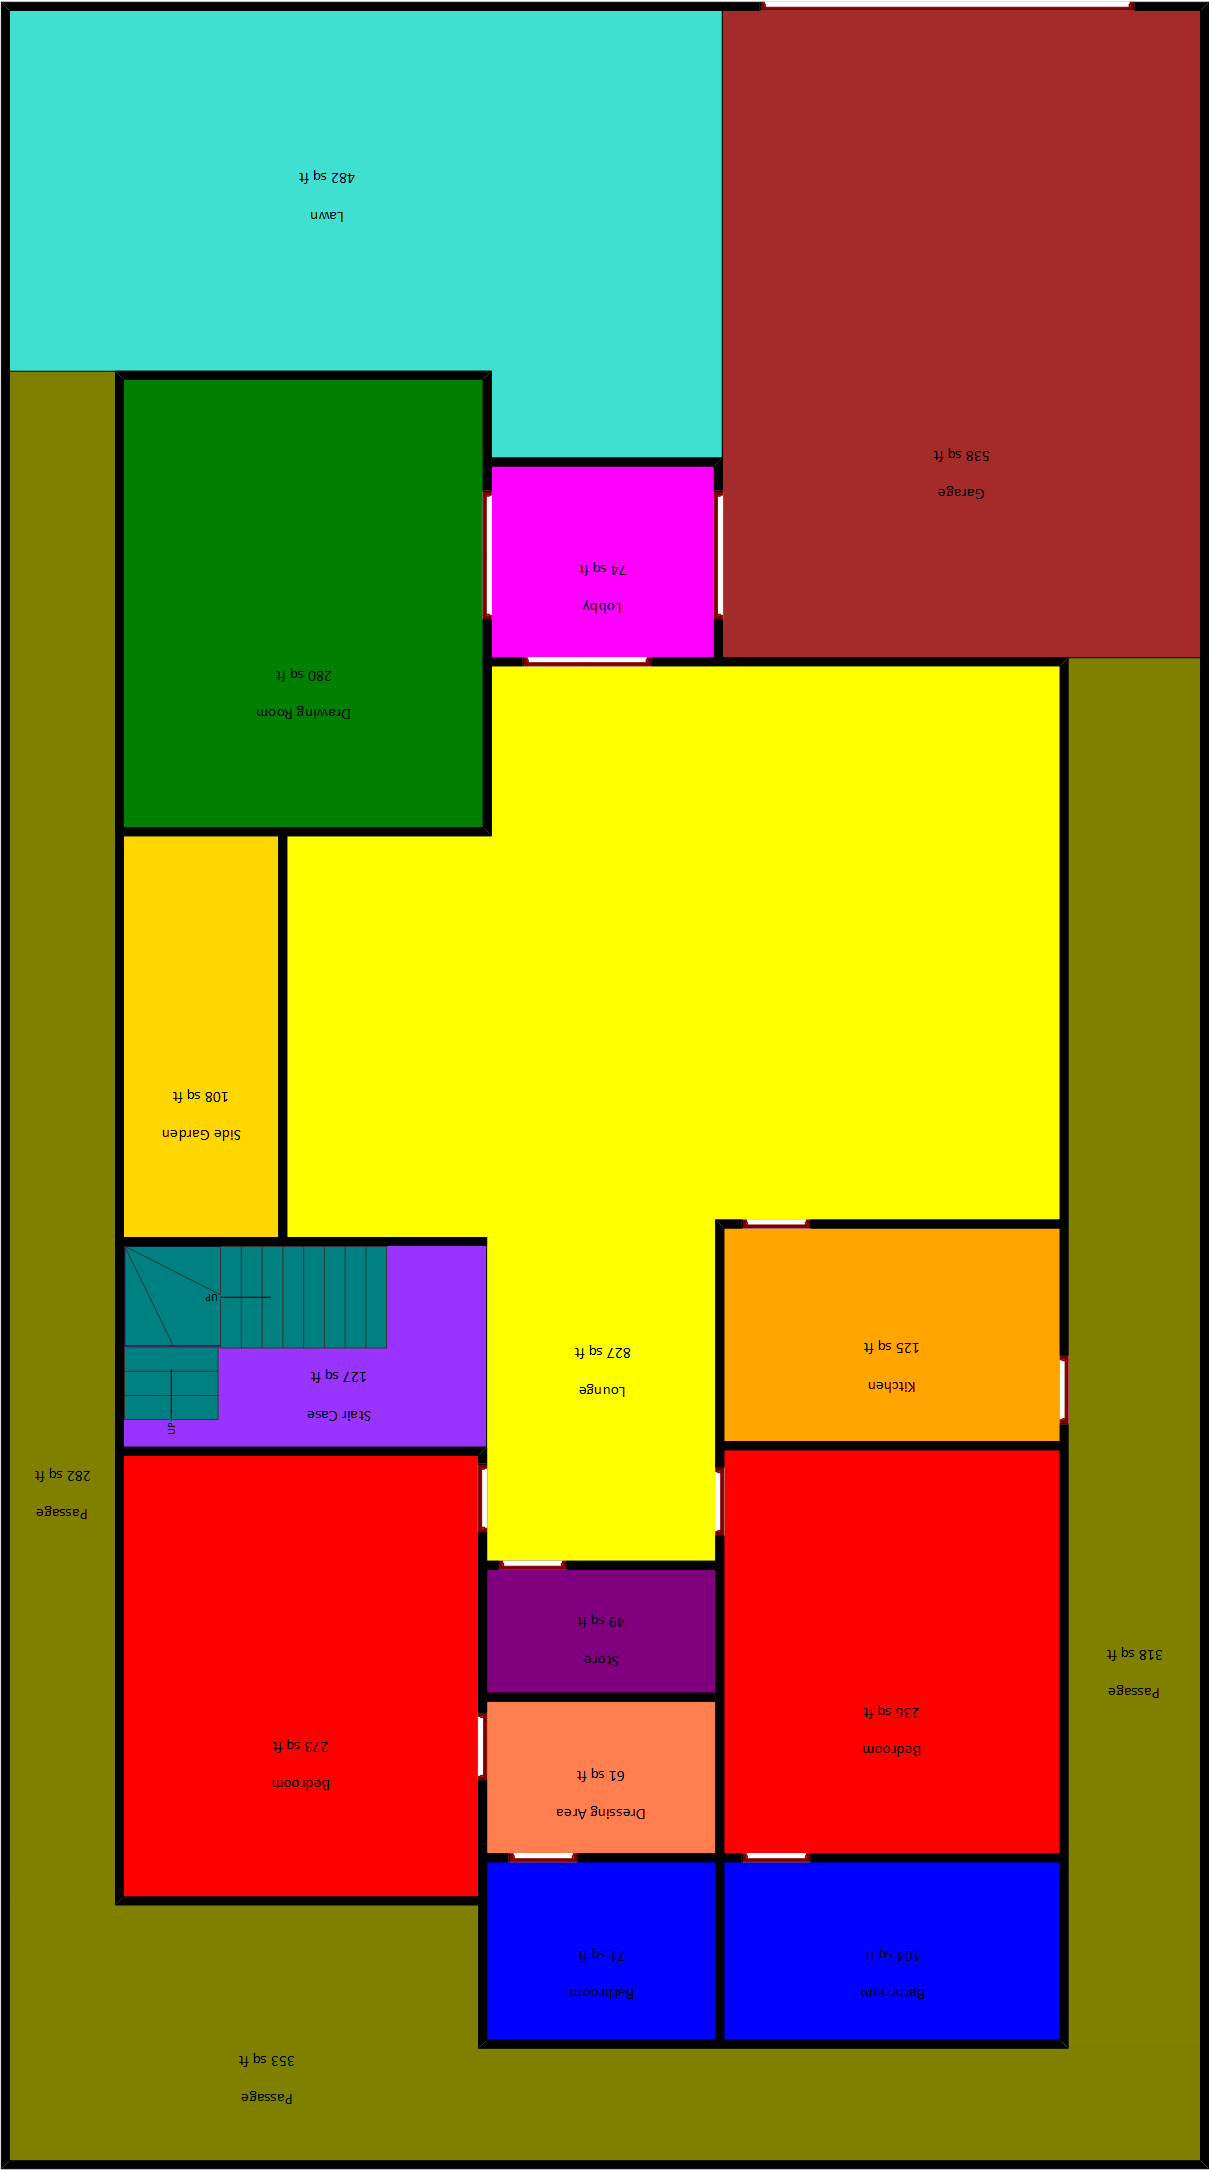 Passage
353 sq ft
Bathroom
104 sq ft
Bathroom
71 sq ft
Dressing Area
61 sq ft
Bedroom
273 sq ft
Bedroom
236 sq ft
Passage
318 sq ft
Store
49 sq ft
Passage
282 sq ft
UP
Stair Case
127 sq ft
Lounge
827 sq ft
Kitchen
125 sq ft
UP
Side Garden
108 sq ft
Drawing Room
280 sq ft
Lobby
74 sq ft
Garage
538 sq ft
Lawn
482 sq ft